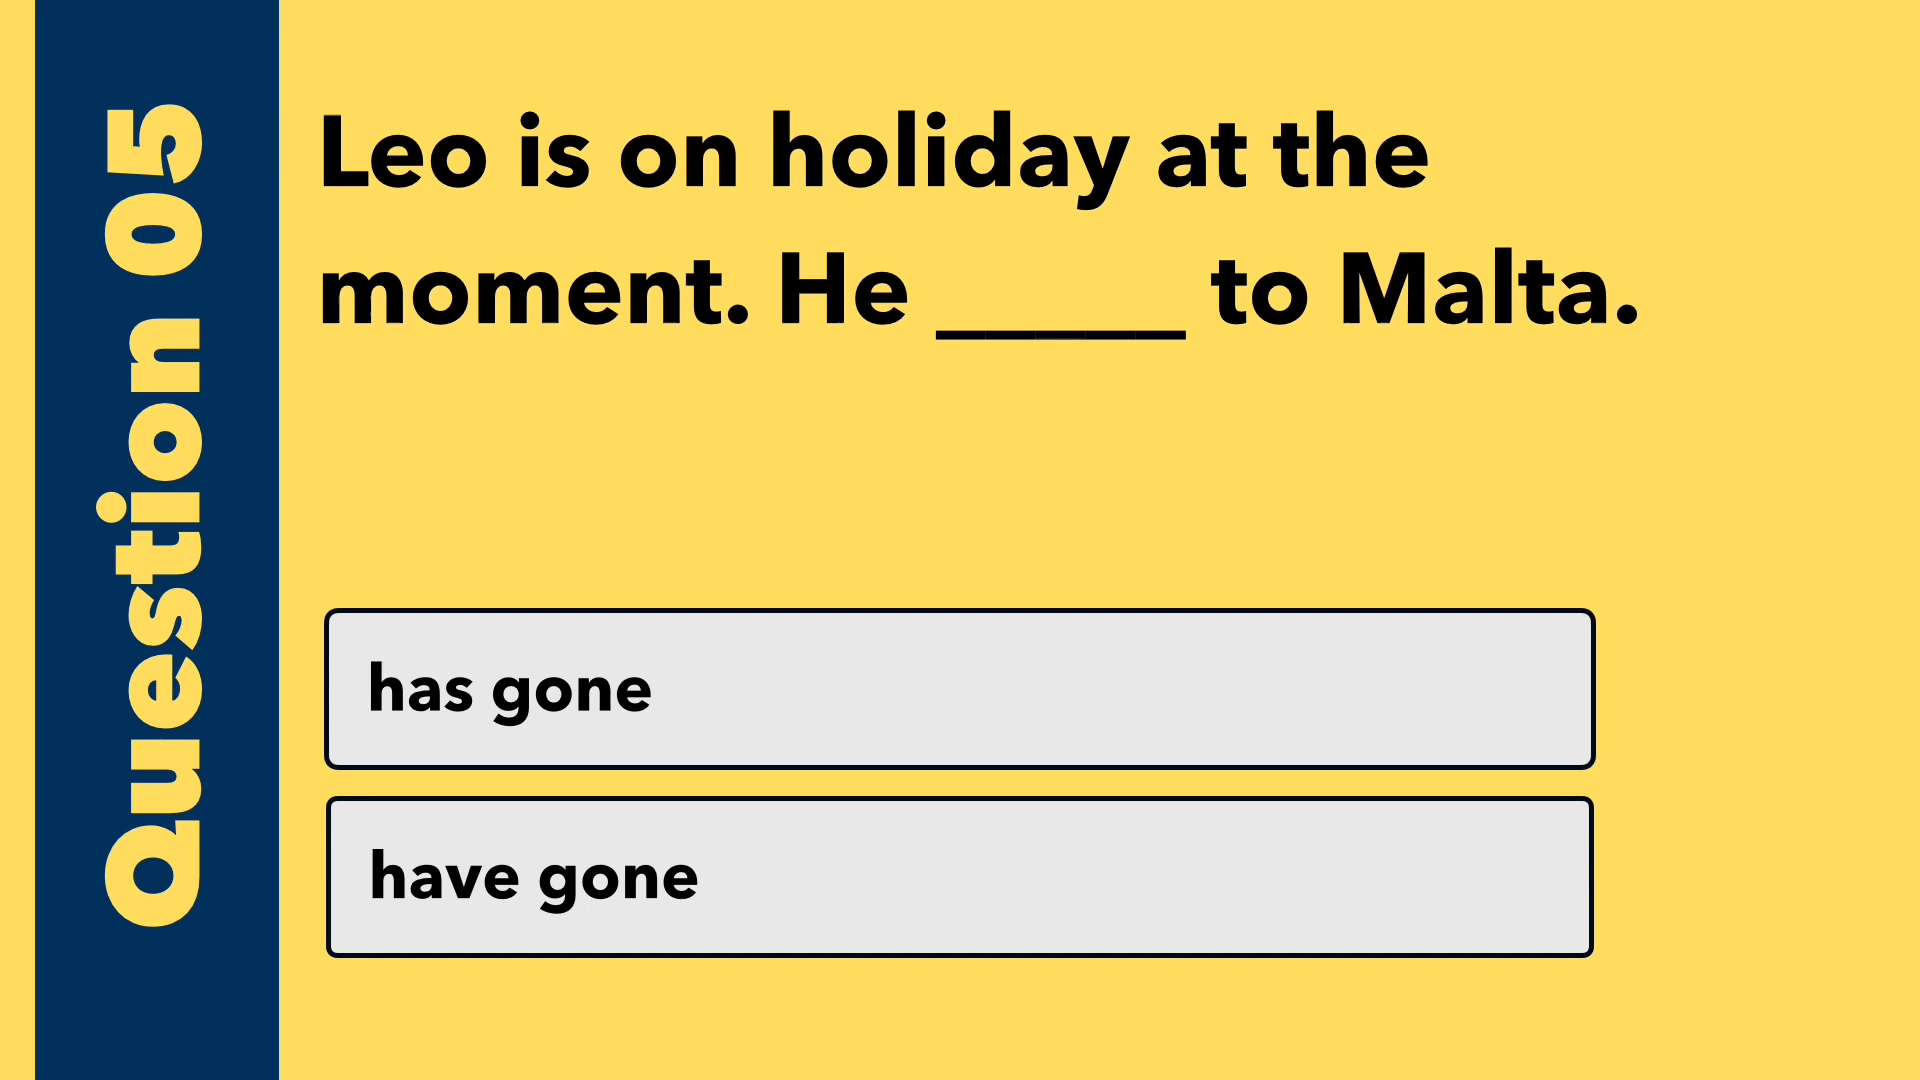 Question 05
Leo is on holiday at the
moment. He _____ to Malta.
has gone
have gone